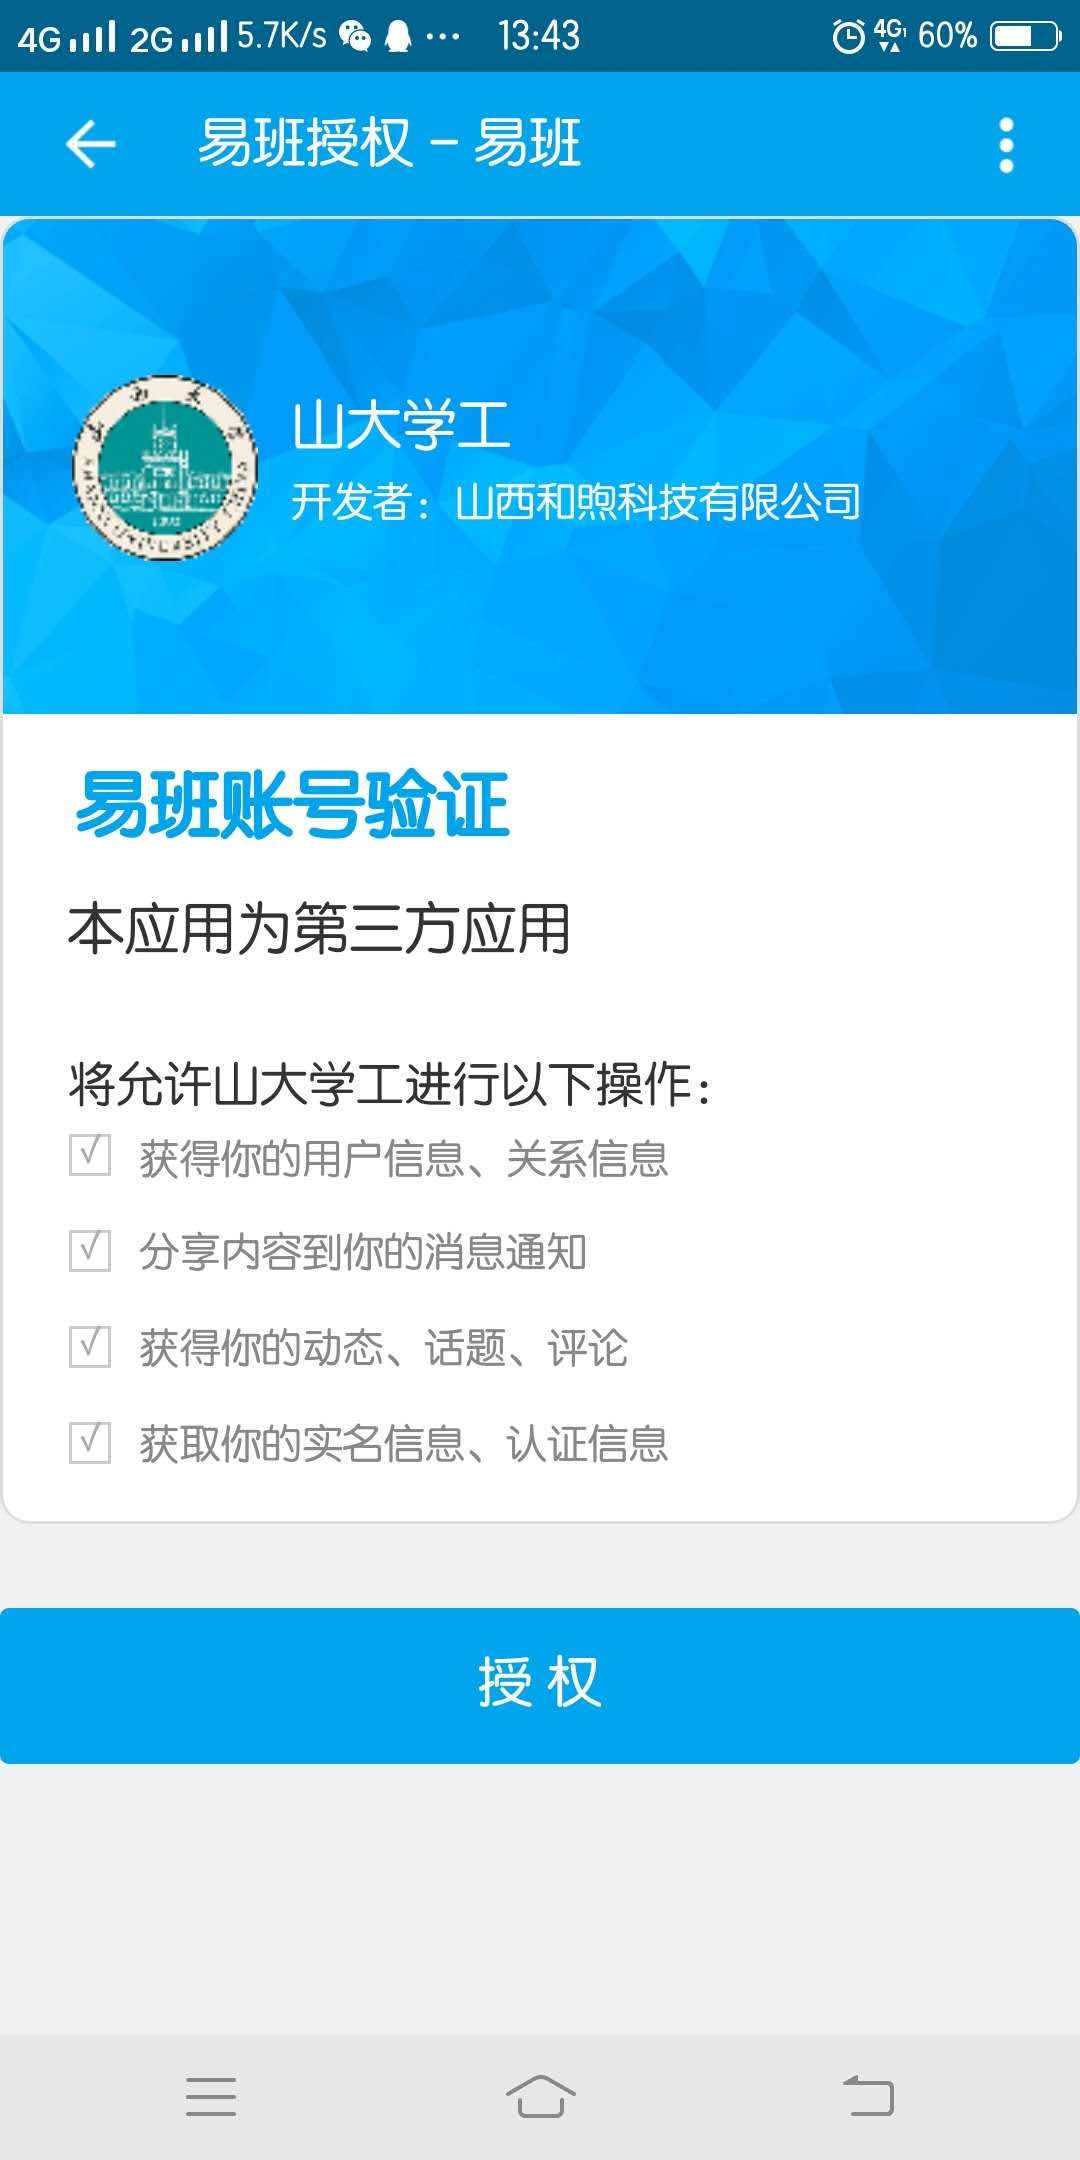 4G 2G 5.7K/s 13:43 4G 60%
易班授权 - 易班
山大学工
开发者：山西和煦科技有限公司
易班账号验证
本应用为第三方应用
将允许山大学工进行以下操作：
√ 获得你的用户信息、关系信息
√ 分享内容到你的消息通知
√ 获得你的动态、话题、评论
√ 获取你的实名信息、认证信息
授 权